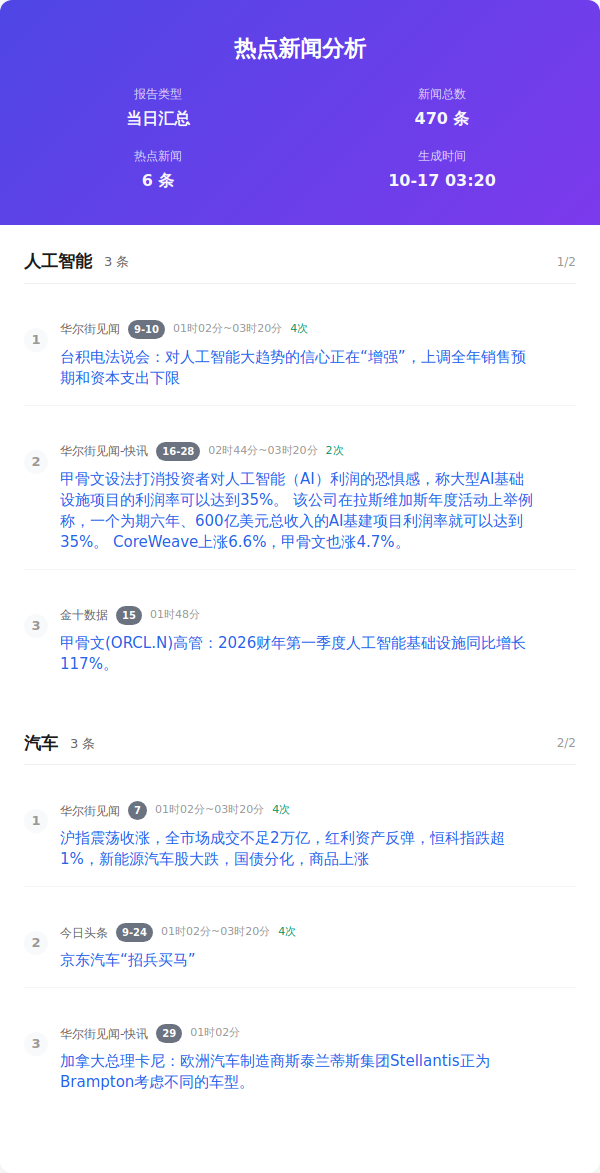 热点新闻分析
报告类型
新闻总数
当日汇总
470 条
热点新闻
生成时间
6 条
10-17 03:20
人工智能 3 条 1/2
1 华尔街见闻 9-10 01时02分~03时20分 4次
台积电法说会：对人工智能大趋势的信心正在“增强”，上调全年销售预
期和资本支出下限
2 华尔街见闻-快讯 16-28 02时44分~03时20分 2次
甲骨文设法打消投资者对人工智能（AI）利润的恐惧感，称大型AI基础
设施项目的利润率可以达到35%。 该公司在拉斯维加斯年度活动上举例
称，一个为期六年、600亿美元总收入的AI基建项目利润率就可以达到
35%。 CoreWeave上涨6.6%，甲骨文也涨4.7%。
3 金十数据 15 01时48分
甲骨文(ORCL.N)高管：2026财年第一季度人工智能基础设施同比增长
117%。
汽车 3 条 2/2
1 华尔街见闻 7 01时02分~03时20分 4次
沪指震荡收涨，全市场成交不足2万亿，红利资产反弹，恒科指跌超
1%，新能源汽车股大跌，国债分化，商品上涨
2 今日头条 9-24 01时02分~03时20分 4次
京东汽车“招兵买马”
3 华尔街见闻-快讯 29 01时02分
加拿大总理卡尼：欧洲汽车制造商斯泰兰蒂斯集团Stellantis正为
Brampton考虑不同的车型。